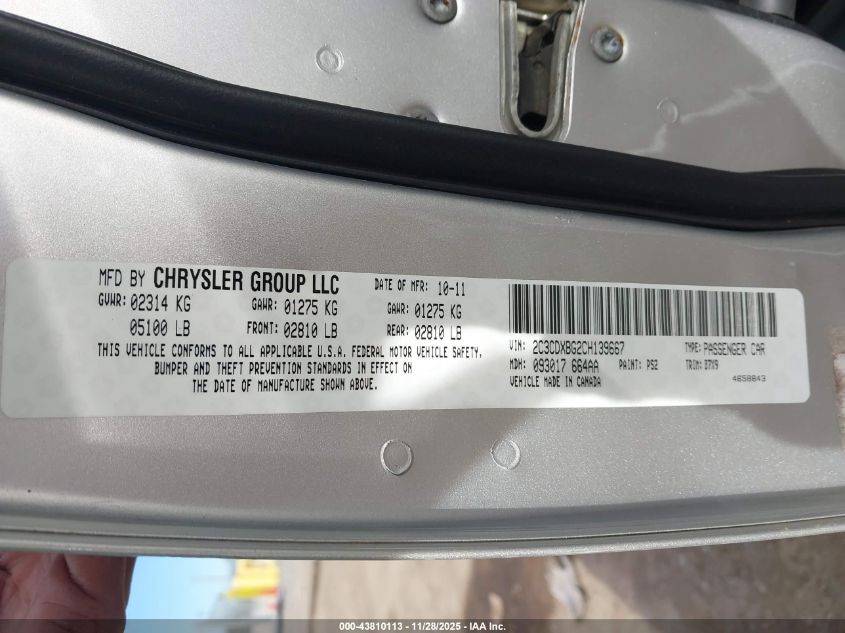 MFD BY CHRYSLER GROUP LLC DATE OF MFR: 10-11
GVWR: 02314 KG GAWR: 01275 KG GAWR: 01275 KG
05100 LB FRONT: 02810 LB REAR: 02810 LB
THIS VEHICLE CONFORMS TO ALL APPLICABLE U.S.A. FEDERAL MOTOR VEHICLE SAFETY,
BUMPER AND THEFT PREVENTION STANDARDS IN EFFECT ON
THE DATE OF MANUFACTURE SHOWN ABOVE.
VIN: 2C3CDXBG2CH139667 TYPE: PASSENGER CAR
MDH: 093017 664AA PAINT: PS2 TRIM: B7X9
VEHICLE MADE IN CANADA 4658843
000-43810113 - 11/28/2025 - IAA Inc.